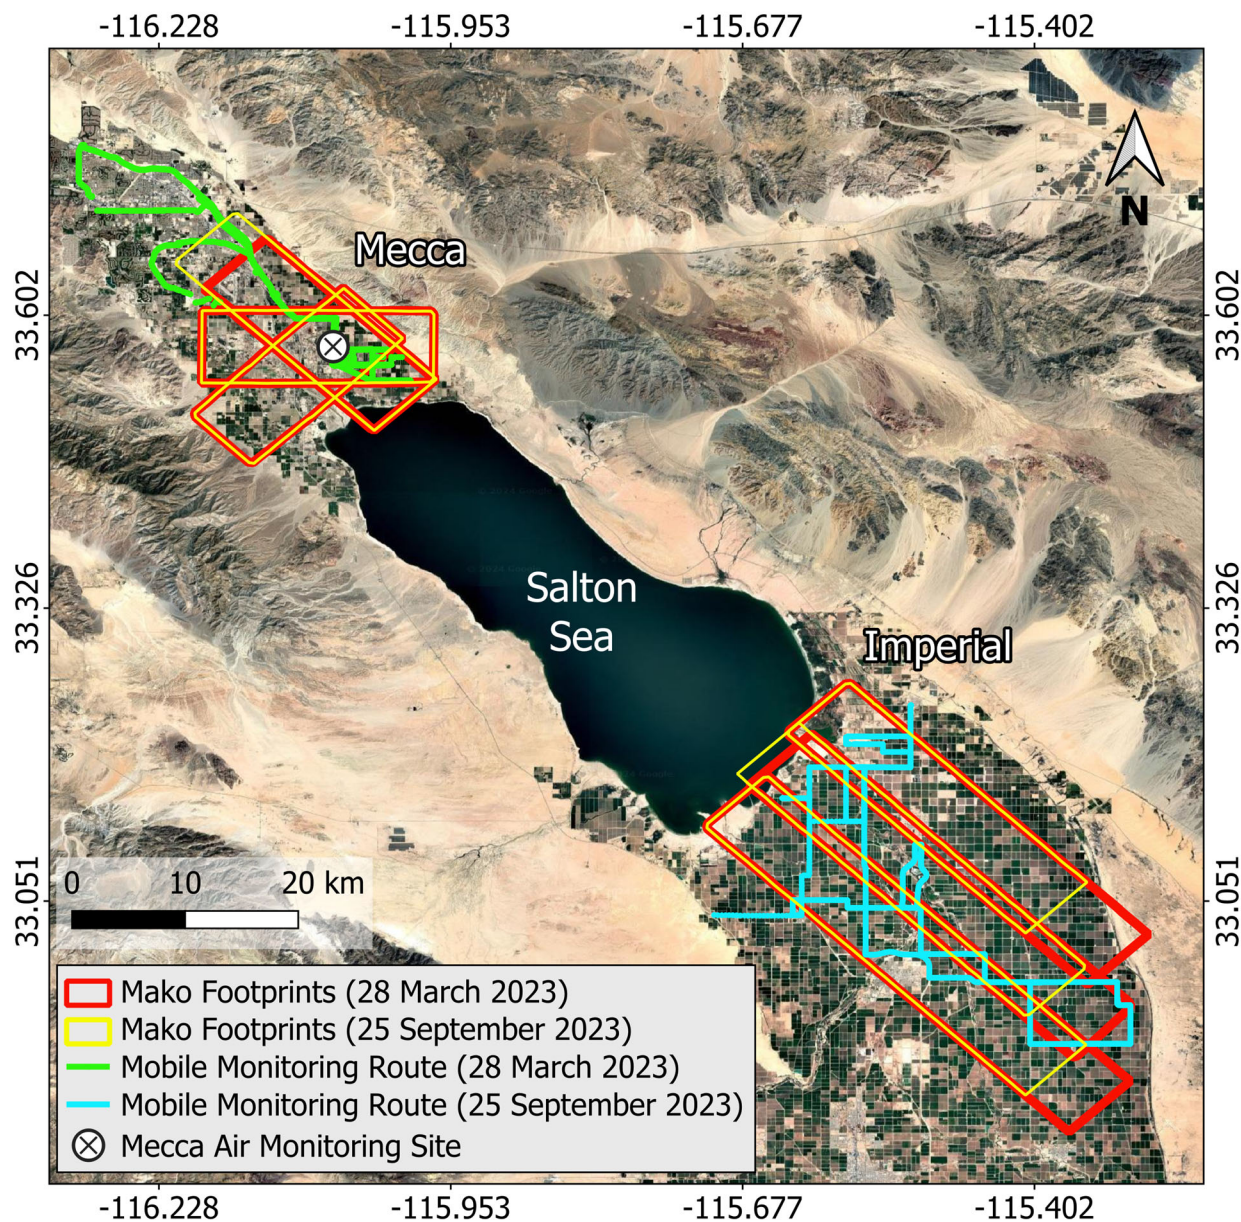 -116.228 -115.953 -115.677 -115.402
N
Mecca
33.602 33.602
© 2024 Google
Salton
Sea
33.326 33.326
Imperial
33.051 33.051
0 10 20 km
Mako Footprints (28 March 2023)
Mako Footprints (25 September 2023)
Mobile Monitoring Route (28 March 2023)
Mobile Monitoring Route (25 September 2023)
Mecca Air Monitoring Site
-116.228 -115.953 -115.677 -115.402